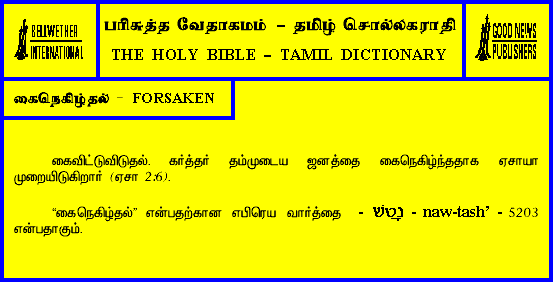 BELLWETHER
INTERNATIONAL
பரிசுத்த வேதாகமம் – தமிழ் சொல்லகராதி
THE HOLY BIBLE – TAMIL DICTIONARY
GOOD NEWS
PUBLISHERS
கைநெகிழ்தல் – FORSAKEN
கைவிட்டுவிடுதல். கர்த்தர் தம்முடைய ஜனத்தை கைநெகிழ்ந்ததாக ஏசாயா
முறையிடுகிறார் (ஏசா 2:6).
“கைநெகிழ்தல்” என்பதற்கான எபிரெய வார்த்தை - נָטַשׁ - naw-tash’ - 5203
என்பதாகும்.